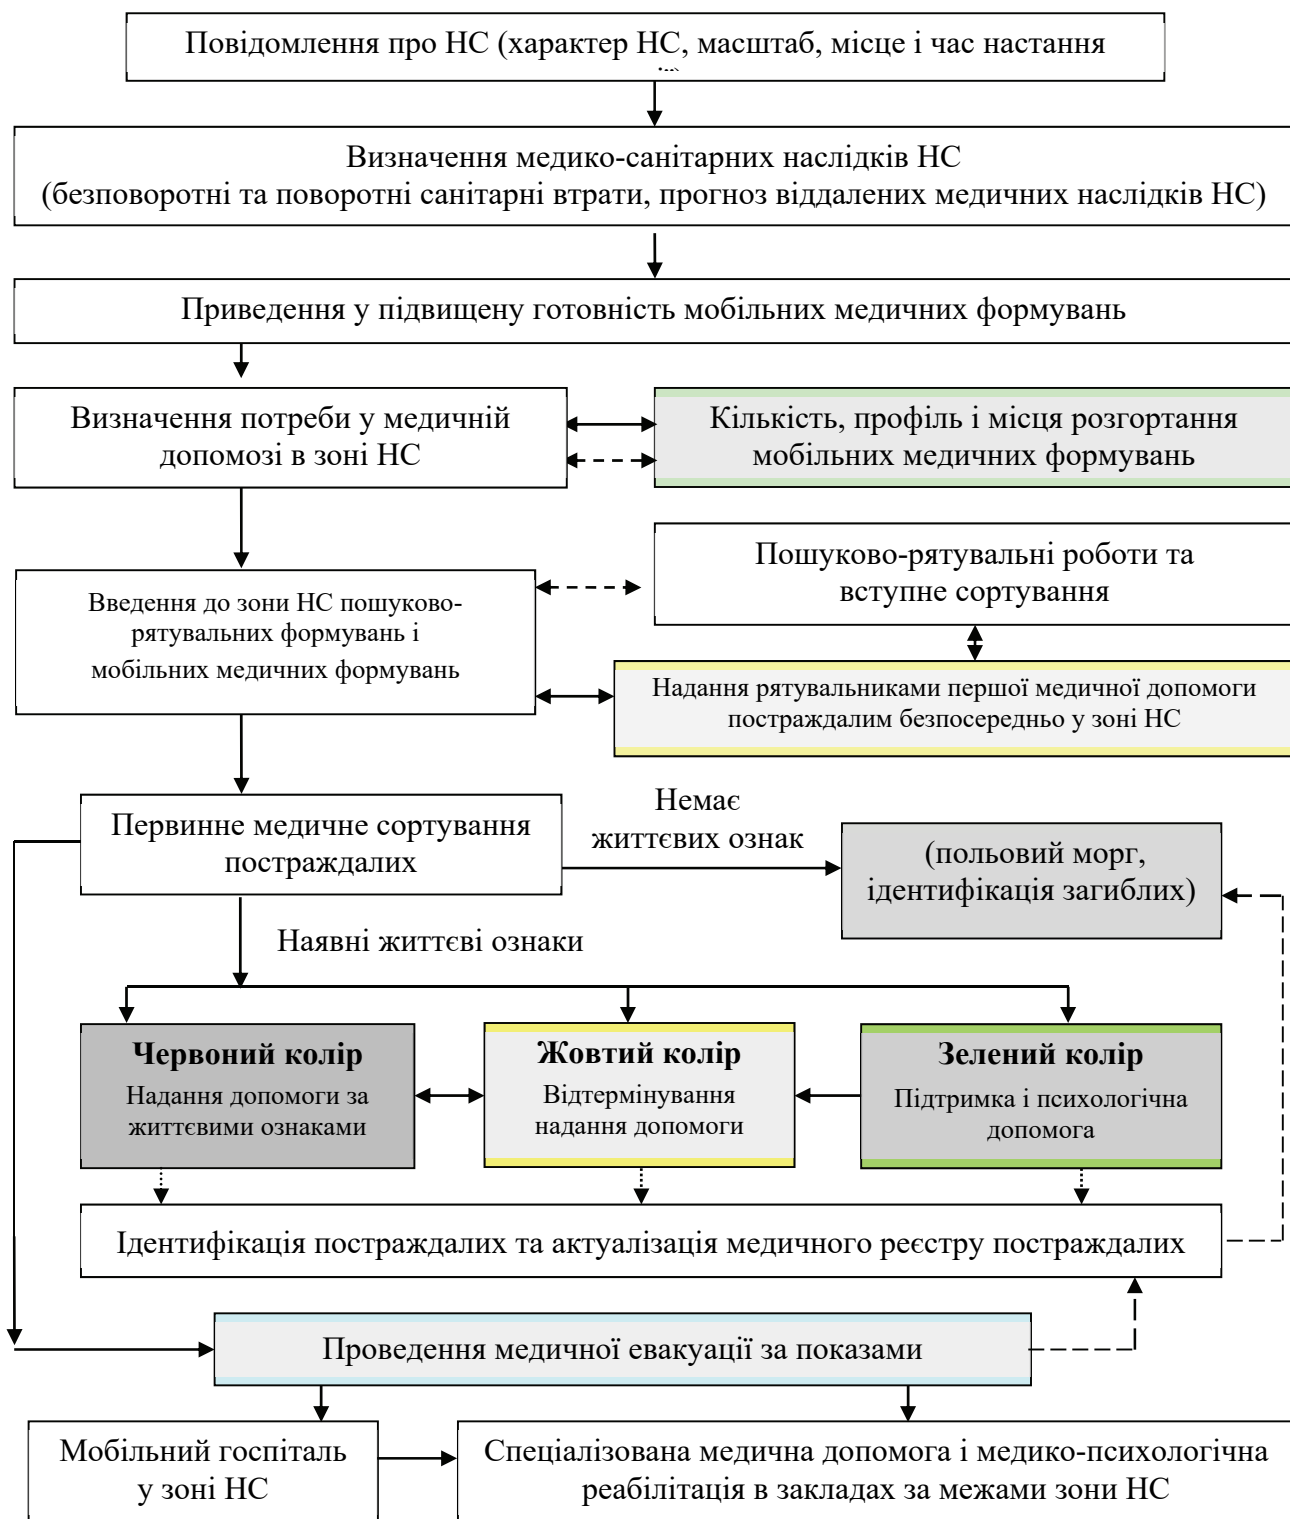 Повідомлення про НС (характер НС, масштаб, місце і час настання
Визначення медико-санітарних наслідків НС
(безповоротні та поворотні санітарні втрати, прогноз віддалених медичних наслідків НС)
Приведення у підвищену готовність мобільних медичних формувань
Визначення потреби у медичній
допомозі в зоні НС
Кількість, профіль і місця розгортання
мобільних медичних формувань
Пошуково-рятувальні роботи та
вступне сортування
Введення до зони НС пошуково-
рятувальних формувань і
мобільних медичних формувань
Надання рятувальниками першої медичної допомоги
постраждалим безпосередньо у зоні НС
Первинне медичне сортування
постраждалих
Немає
життєвих ознак
(польовий морг,
ідентифікація загиблих)
Наявні життєві ознаки
Червоний колір
Надання допомоги за
життєвими ознаками
Жовтий колір
Відтермінування
надання допомоги
Зелений колір
Підтримка і психологічна
допомога
Ідентифікація постраждалих та актуалізація медичного реєстру постраждалих
Проведення медичної евакуації за показами
Мобільний госпіталь
у зоні НС
Спеціалізована медична допомога і медико-психологічна
реабілітація в закладах за межами зони НС